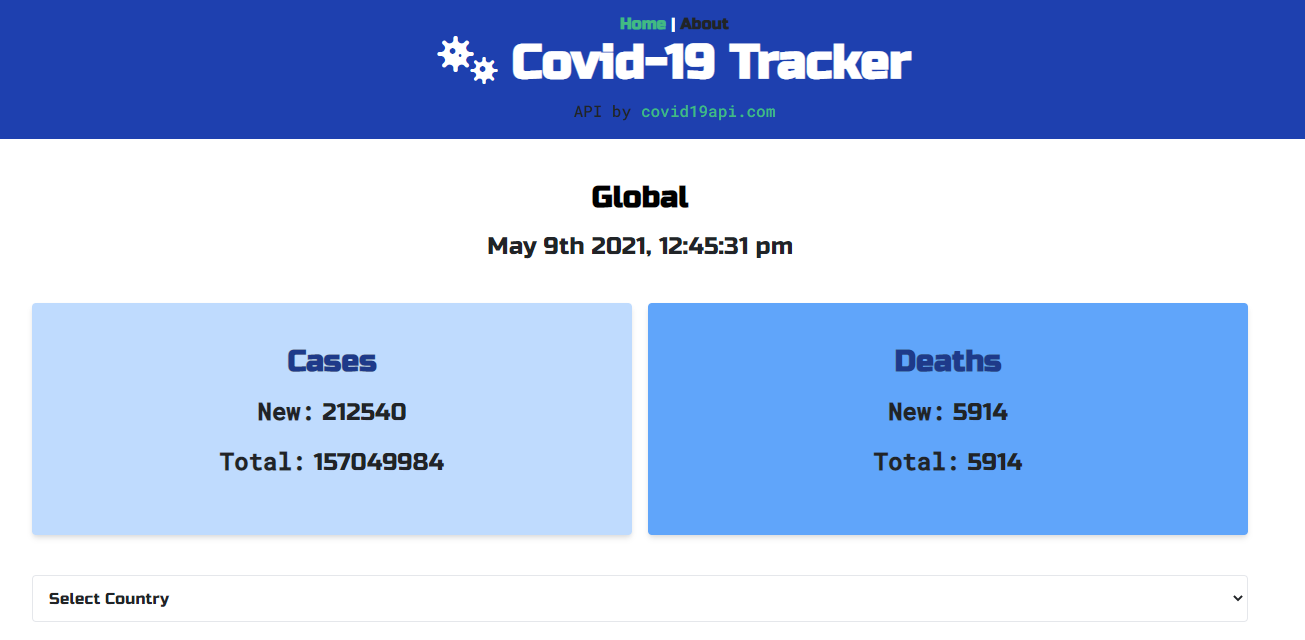 Home | About
Covid-19 Tracker
API by covid19api.com
Global
May 9th 2021, 12:45:31 pm
Cases
New: 212540
Total: 157049984
Deaths
New: 5914
Total: 5914
Select Country